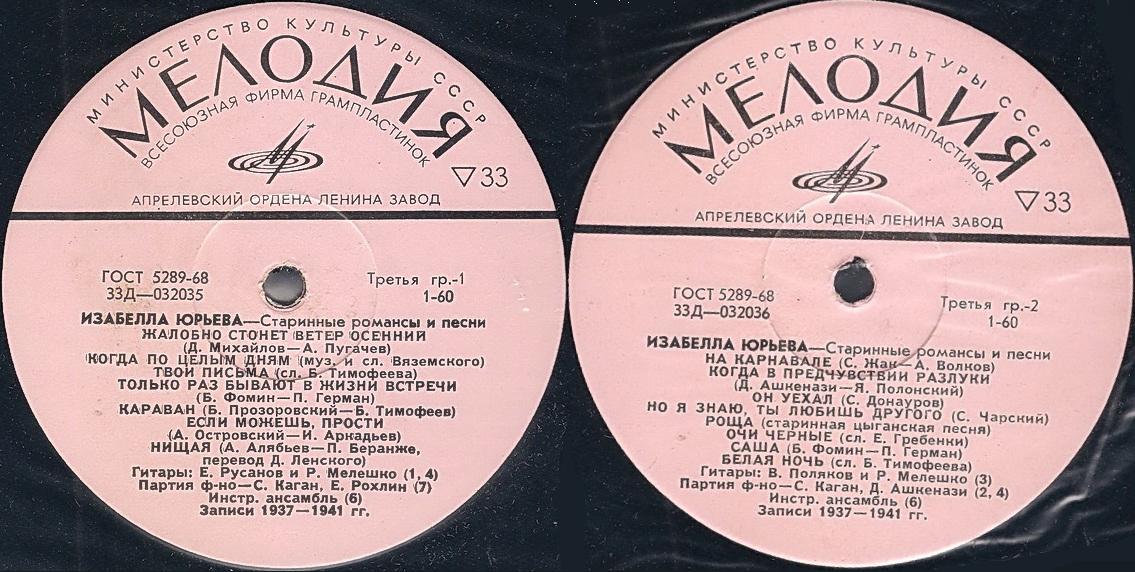 МИНИСТЕРСТВО КУЛЬТУРЫ СССР
МЕЛОДИЯ
ВСЕСОЮЗНАЯ ФИРМА ГРАМПЛАСТИНОК
▽33
АПРЕЛЕВСКИЙ ОРДЕНА ЛЕНИНА ЗАВОД
ГОСТ 5289-68
33Д—032035
Третья гр.-1
1-60
ИЗАБЕЛЛА ЮРЬЕВА—Старинные романсы и песни
ЖАЛОБНО СТОНЕТ ВЕТЕР ОСЕННИЙ
(Д. Михайлов—А. Пугачев)
КОГДА ПО ЦЕЛЫМ ДНЯМ (муз. и сл. Вяземского)
ТВОИ ПИСЬМА (сл. Б. Тимофеева)
ТОЛЬКО РАЗ БЫВАЮТ В ЖИЗНИ ВСТРЕЧИ
(Б. Фомин—П. Герман)
КАРАВАН (Б. Прозоровский—Б. Тимофеев)
ЕСЛИ МОЖЕШЬ, ПРОСТИ
(А. Островский—И. Аркадьев)
НИЩАЯ (А. Алябьев—П. Беранже,
перевод Д. Ленского)
Гитары: Е. Русанов и Р. Мелешко (1, 4)
Партия ф-но—С. Каган, Е. Рохлин (7)
Инстр. ансамбль (6)
Записи 1937—1941 гг.
МИНИСТЕРСТВО КУЛЬТУРЫ СССР
МЕЛОДИЯ
ВСЕСОЮЗНАЯ ФИРМА ГРАМПЛАСТИНОК
▽33
АПРЕЛЕВСКИЙ ОРДЕНА ЛЕНИНА ЗАВОД
ГОСТ 5289-68
33Д—032036
Третья гр.-2
1-60
ИЗАБЕЛЛА ЮРЬЕВА—Старинные романсы и песни
НА КАРНАВАЛЕ (С. Жак—А. Волков)
КОГДА В ПРЕДЧУВСТВИИ РАЗЛУКИ
(Д. Ашкенази—Я. Полонский)
ОН УЕХАЛ (С. Донауров)
НО Я ЗНАЮ, ТЫ ЛЮБИШЬ ДРУГОГО (С. Чарский)
РОЩА (старинная цыганская песня)
ОЧИ ЧЕРНЫЕ (сл. Е. Гребенки)
САША (Б. Фомин—П. Герман)
БЕЛАЯ НОЧЬ (сл. Б. Тимофеева)
Гитары: В. Поляков и Р. Мелешко (3)
Партия ф-но—С. Каган, Д. Ашкенази (2, 4)
Инстр. ансамбль (6)
Записи 1937—1941 гг.